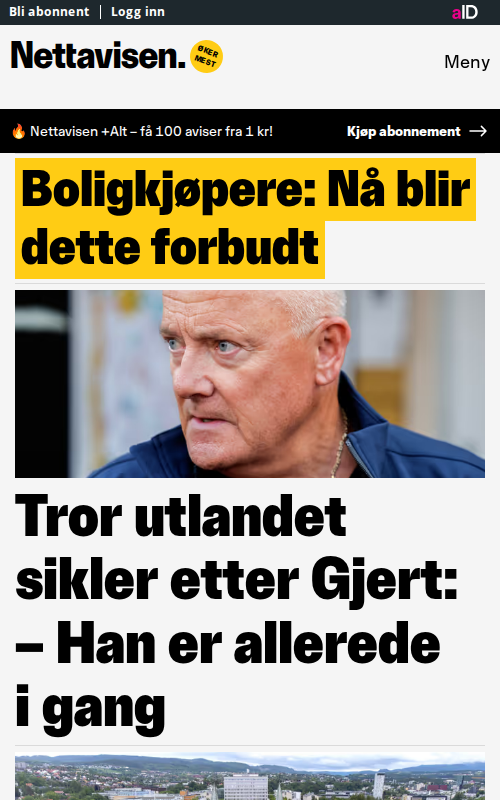 Bli abonnent | Logg inn
aID
Nettavisen.
ØKER
MEST
Meny
🔥 Nettavisen +Alt – få 100 aviser fra 1 kr!
Kjøp abonnement →
Boligkjøpere: Nå blir
dette forbudt
Tror utlandet
sikler etter Gjert:
– Han er allerede
i gang